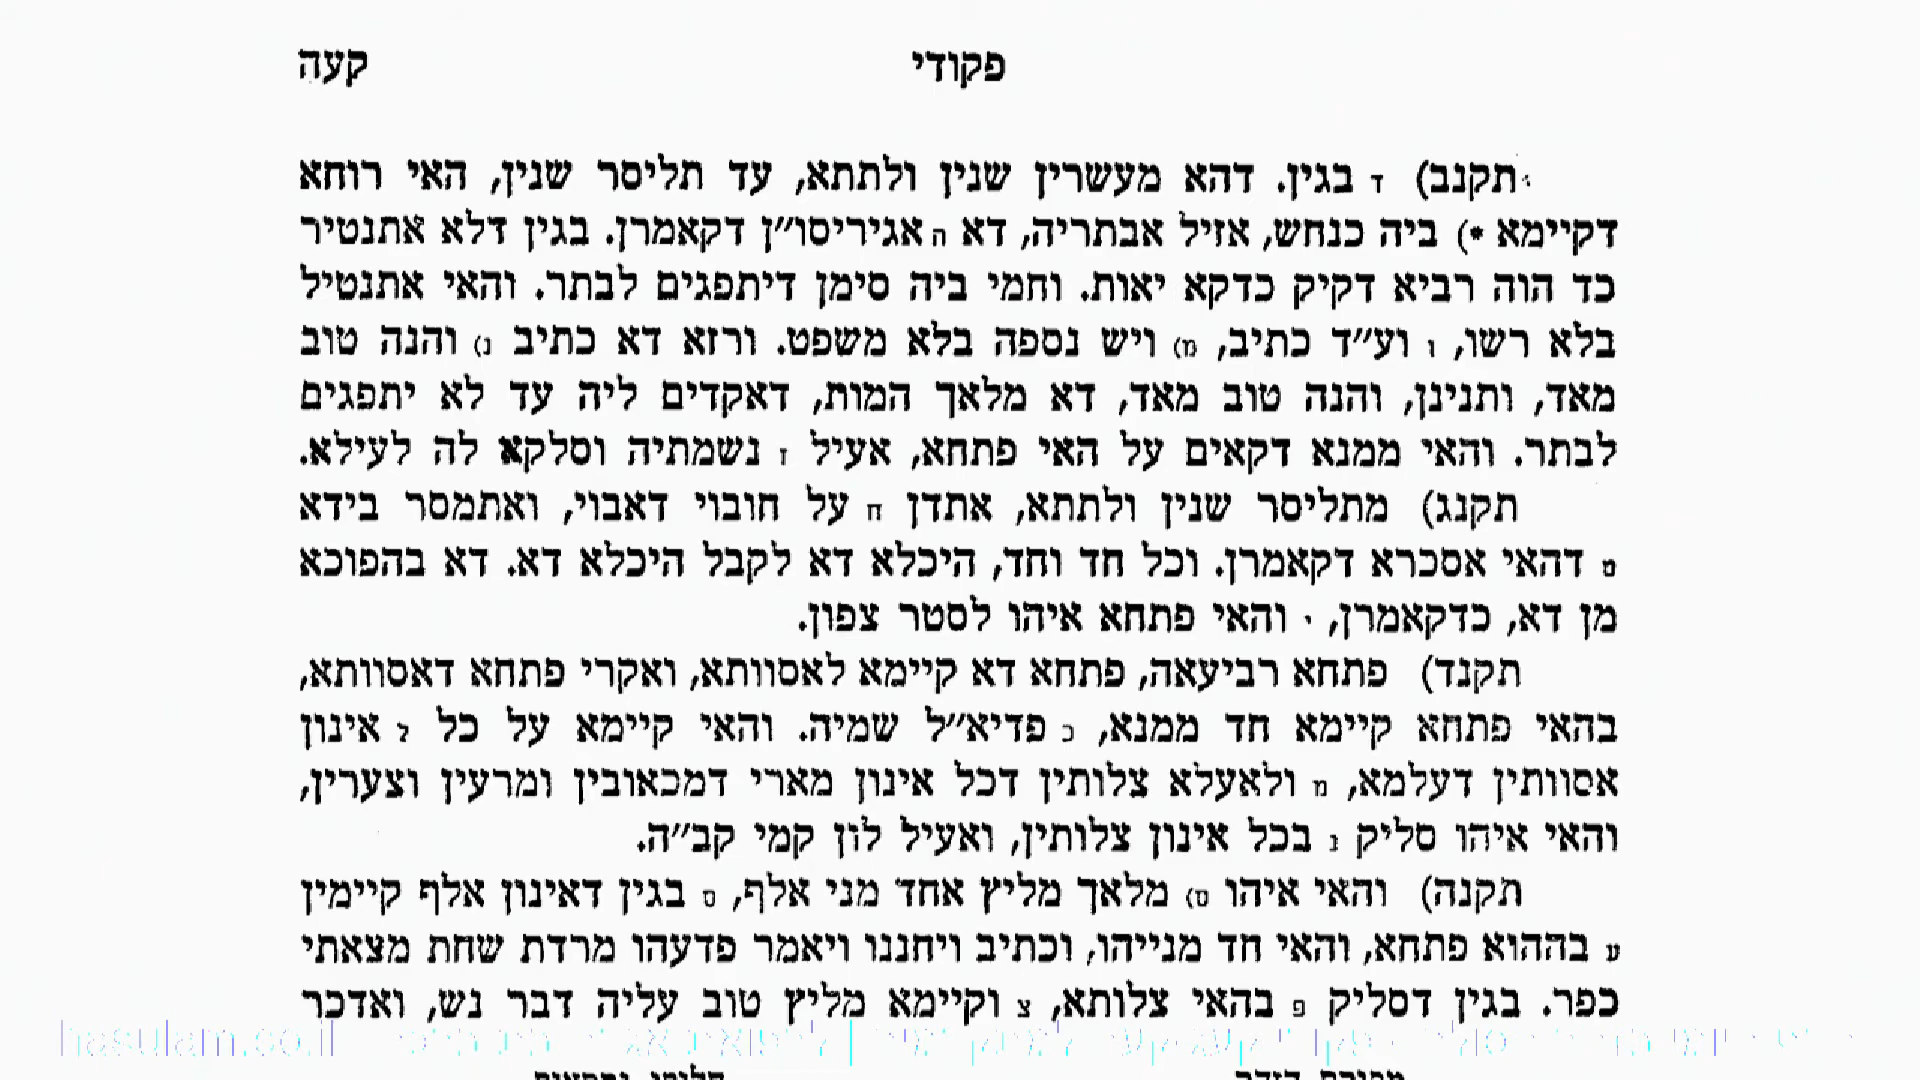 פקודי קעה
תקנב) ד בגין. דהא מעשרין שנין ולתתא, עד תליסר שנין, האי רוחא
דקיימא *) ביה כנחש, אזיל אבתריה, דא ה אגיריסו״ן דקאמרן. בגין דלא אתנטיר
כד הוה רביא דקיק כדקא יאות. וחמי ביה סימן דיתפגים לבתר. והאי אתנטיל
בלא רשו, ו וע״ד כתיב, מ) ויש נספה בלא משפט. ורזא דא כתיב נ) והנה טוב
מאד, ותנינן, והנה טוב מאד, דא מלאך המות, דאקדים ליה עד לא יתפגים
לבתר. והאי ממנא דקאים על האי פתחא, אעיל ז נשמתיה וסלקא לה לעילא.
תקנג) מתליסר שנין ולתתא, אתדן ח על חובוי דאבוי, ואתמסר בידא
ט דהאי אסכרא דקאמרן. וכל חד וחד, היכלא דא לקבל היכלא דא. דא בהפוכא
מן דא, כדקאמרן, י והאי פתחא איהו לסטר צפון.
תקנד) פתחא רביעאה, פתחא דא קיימא לאסוותא, ואקרי פתחא דאסוותא,
בהאי פתחא קיימא חד ממנא, כ פדיא״ל שמיה. והאי קיימא על כל ל אינון
אסוותין דעלמא, מ ולאעלא צלותין דכל אינון מארי דמכאובין ומרעין וצערין,
והאי איהו סליק נ בכל אינון צלותין, ואעיל לון קמי קב״ה.
תקנה) והאי איהו ס) מלאך מליץ אחד מני אלף, ס בגין דאינון אלף קיימין
ע בההוא פתחא, והאי חד מנייהו, וכתיב ויחננו ויאמר פדעהו מרדת שחת מצאתי
כפר. בגין דסליק פ בהאי צלותא, צ וקיימא מליץ טוב עליה דבר נש, ואדכר
hasulam.co.il